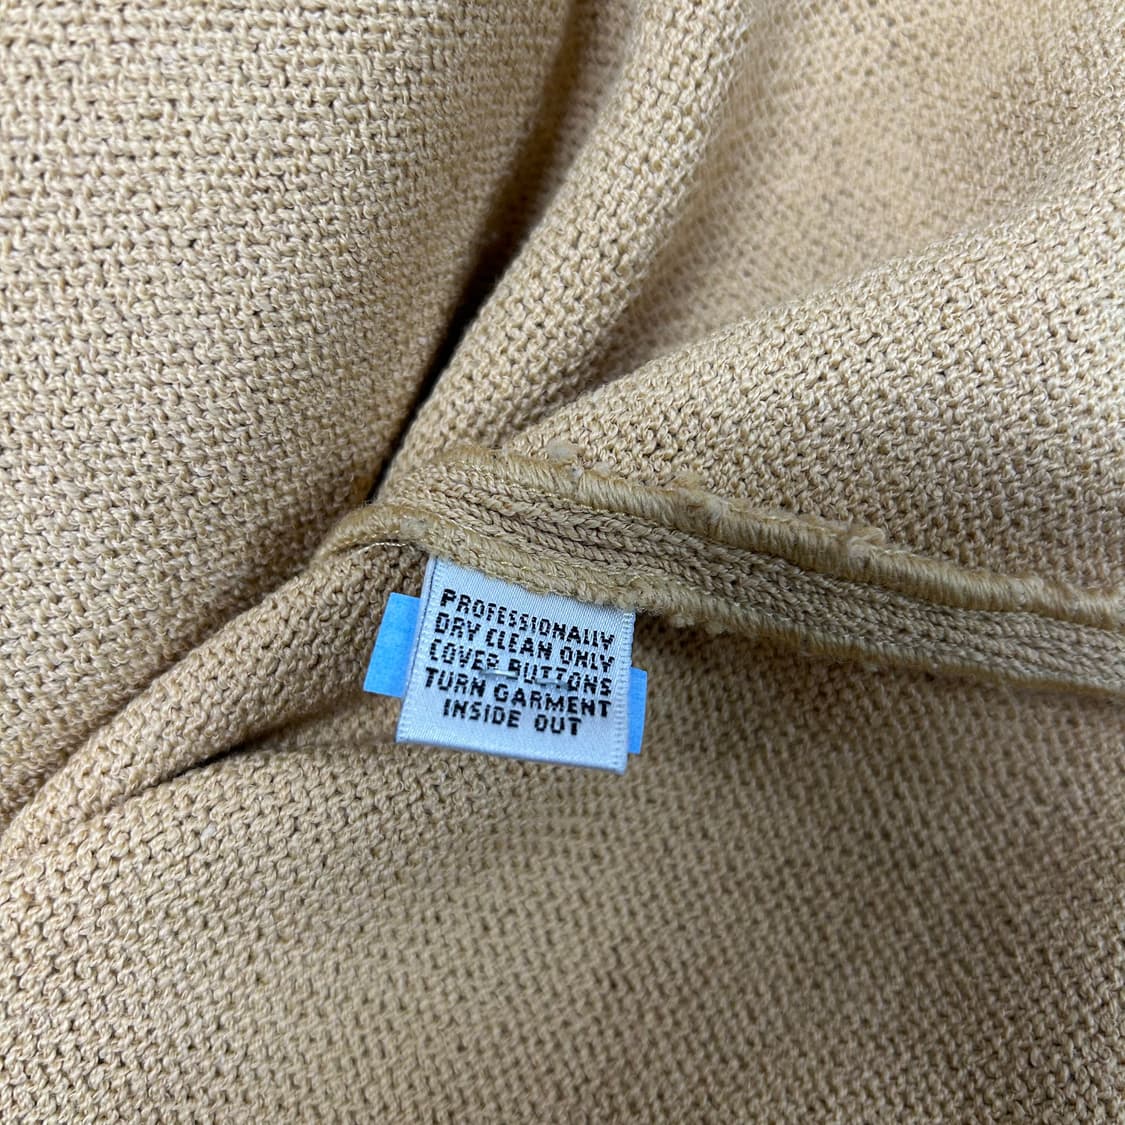 PROFESSIONALLY
DRY CLEAN ONLY
COVER BUTTONS
TURN GARMENT
INSIDE OUT